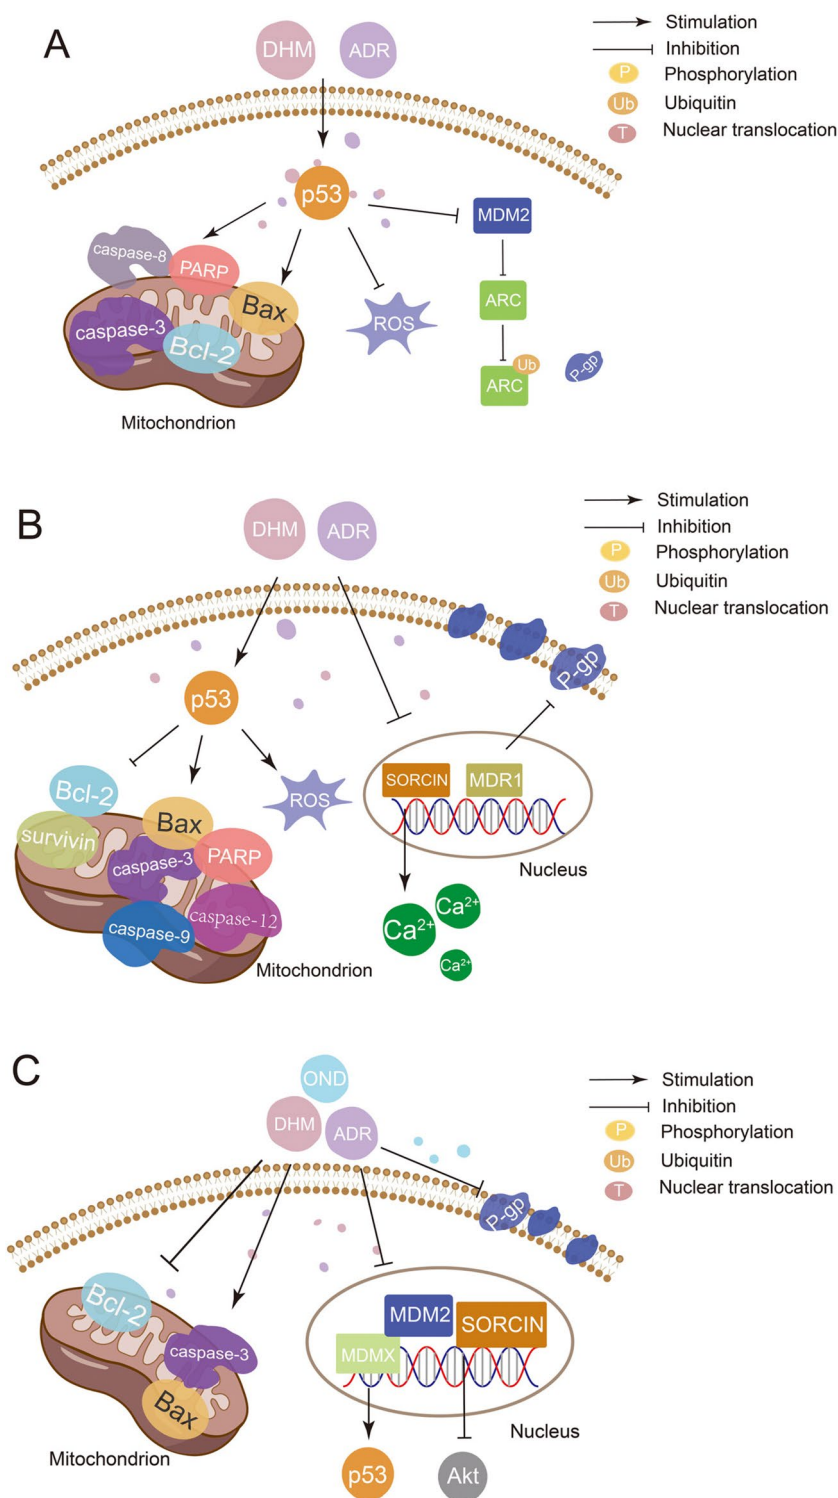 A
DHM
ADR
Stimulation
Inhibition
P
Phosphorylation
Ub
Ubiquitin
T
Nuclear translocation
p53
MDM2
caspase-8
PARP
Bax
ROS
ARC
caspase-3
Bcl-2
Ub
ARC
P-gp
Mitochondrion
B
DHM
ADR
Stimulation
Inhibition
P
Phosphorylation
Ub
Ubiquitin
T
Nuclear translocation
P-gp
p53
Bcl-2
ROS
SORCIN
MDR1
survivin
Bax
caspase-3
PARP
Nucleus
caspase-9
caspase-12
Ca2+
Ca2+
Ca2+
Mitochondrion
C
OND
DHM
ADR
Stimulation
Inhibition
P
Phosphorylation
Ub
Ubiquitin
T
Nuclear translocation
P-gp
Bcl-2
MDM2
SORCIN
caspase-3
MDMX
Bax
Nucleus
Mitochondrion
p53
Akt